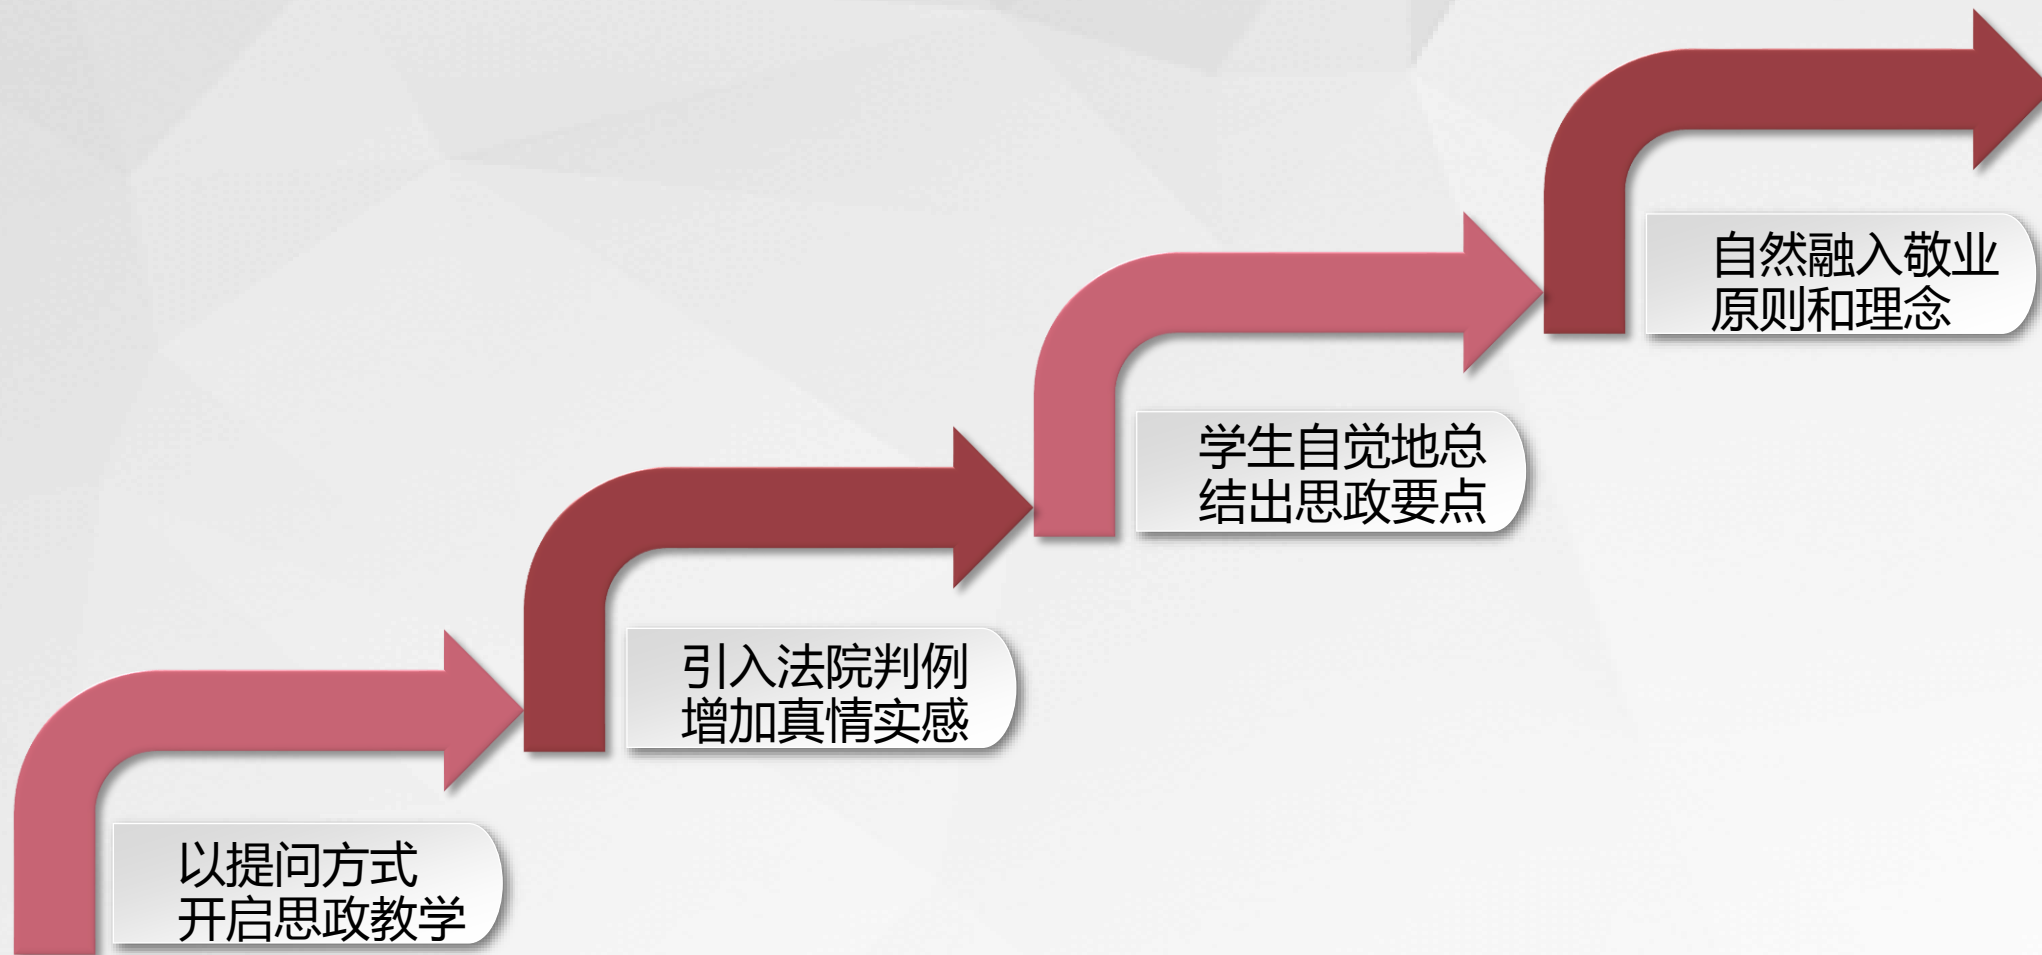 自然融入敬业
原则和理念
学生自觉地总
结出思政要点
引入法院判例
增加真情实感
以提问方式
开启思政教学